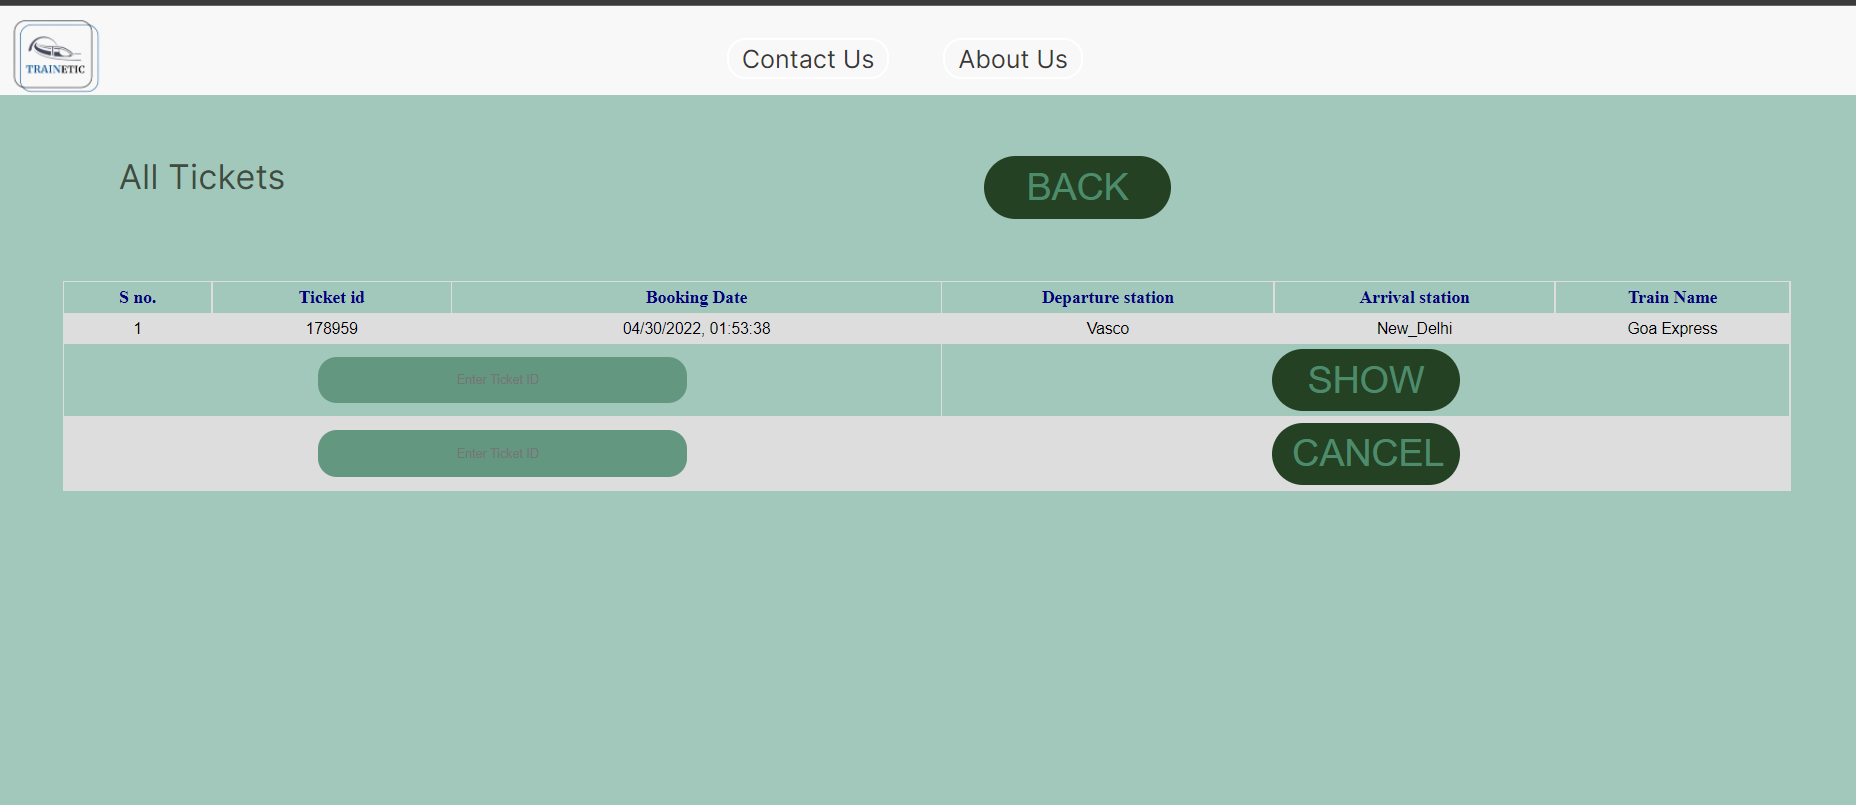 TRAINETIC
Contact Us About Us
All Tickets
BACK
S no. Ticket id Booking Date Departure station Arrival station Train Name
1 178959 04/30/2022, 01:53:38 Vasco New_Delhi Goa Express
Enter Ticket ID SHOW
Enter Ticket ID CANCEL